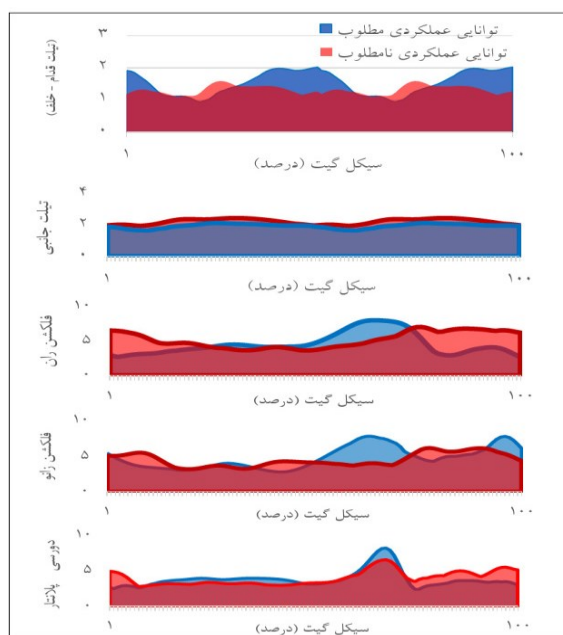 توانایی عملکردی مطلوب
توانایی عملکردی نامطلوب
تیلت قدام - خلف)
۳
۲
۱
۰
۱
۱۰۰
سیکل گیت (درصد)
تیلت جانبی
۴
۲
۰
۱
۱۰۰
سیکل گیت (درصد)
فلکشن ران
۱۰
۵
۰
۱
۱۰۰
سیکل گیت (درصد)
فلکشن زانو
۱۰
۵
۰
۱
۱۰۰
سیکل گیت (درصد)
دورسی پلانتار
۱۰
۵
۰
۱
۱۰۰
سیکل گیت (درصد)